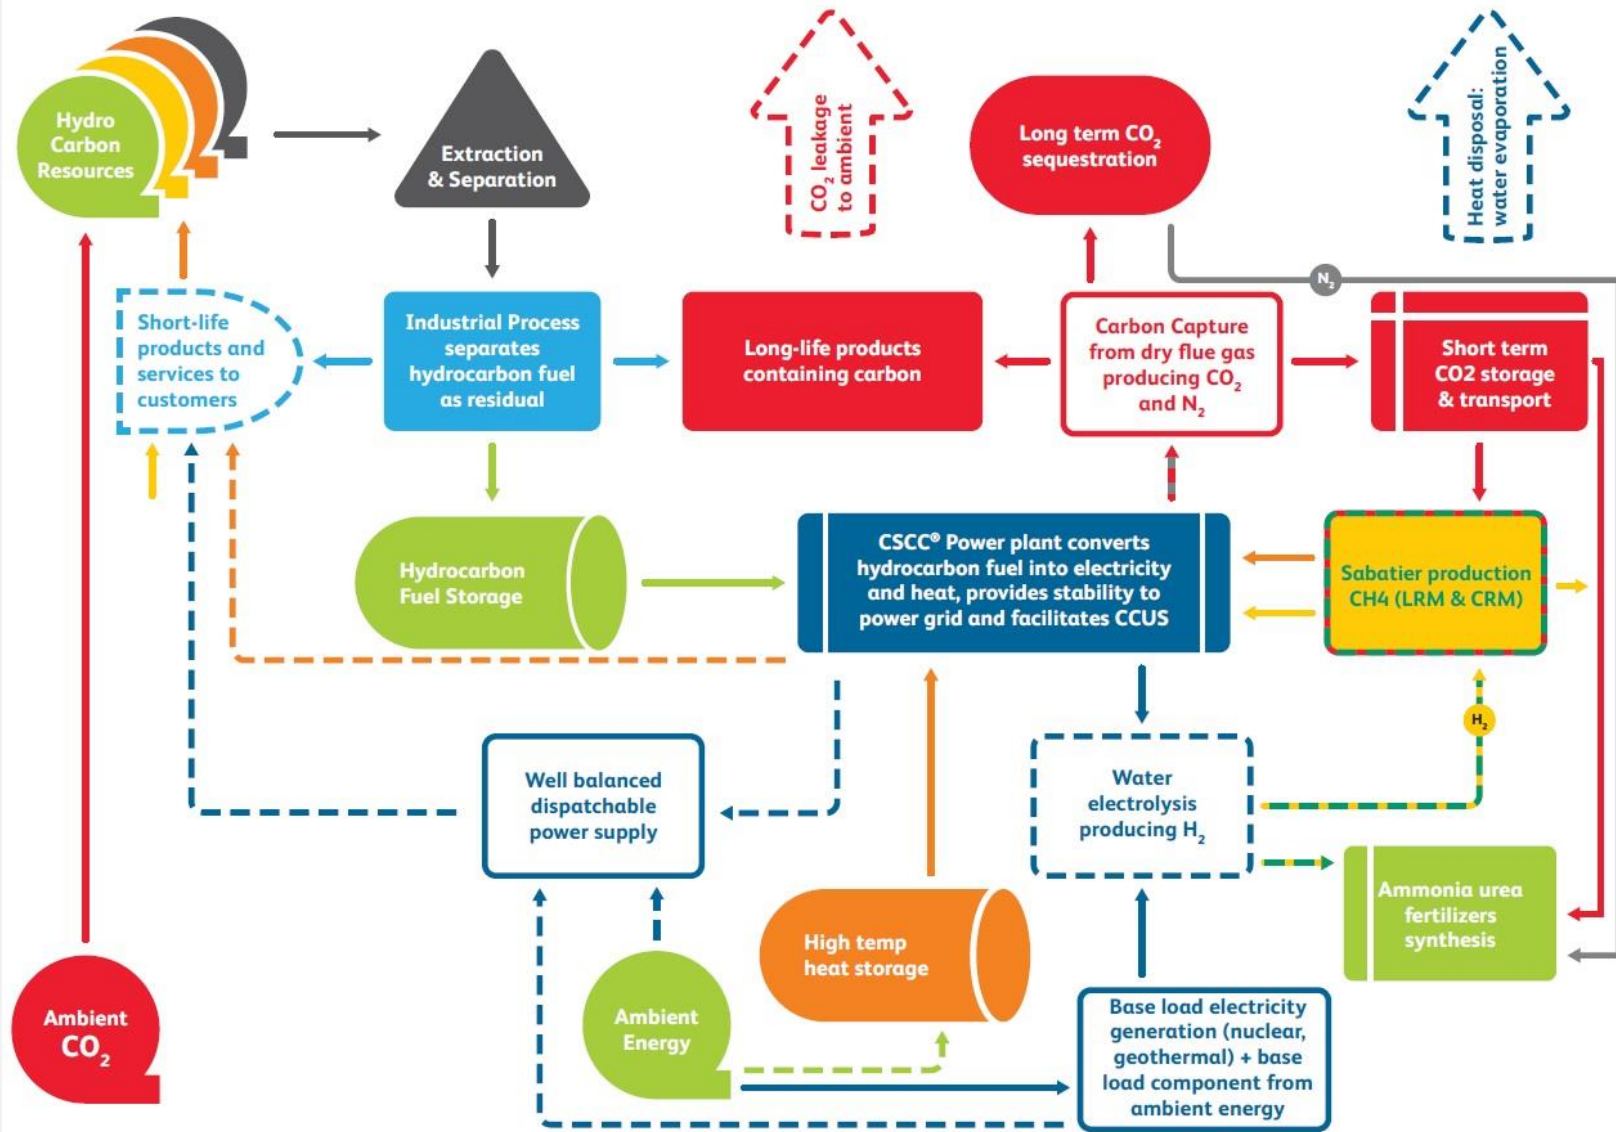 Hydro
Carbon
Resources
Extraction
& Separation
CO₂ leakage
to ambient
Long term CO₂
sequestration
Heat disposal:
water evaporation
N₂
Short-life
products and
services to
customers
Industrial Process
separates
hydrocarbon fuel
as residual
Long-life products
containing carbon
Carbon Capture
from dry flue gas
producing CO₂
and N₂
Short term
CO2 storage
& transport
Hydrocarbon
Fuel Storage
CSCC® Power plant converts
hydrocarbon fuel into electricity
and heat, provides stability to
power grid and facilitates CCUS
Sabatier production
CH4 (LRM & CRM)
H₂
Well balanced
dispatchable
power supply
Water
electrolysis
producing H₂
Ammonia urea
fertilizers
synthesis
High temp
heat storage
Ambient
CO₂
Ambient
Energy
Base load electricity
generation (nuclear,
geothermal) + base
load component from
ambient energy